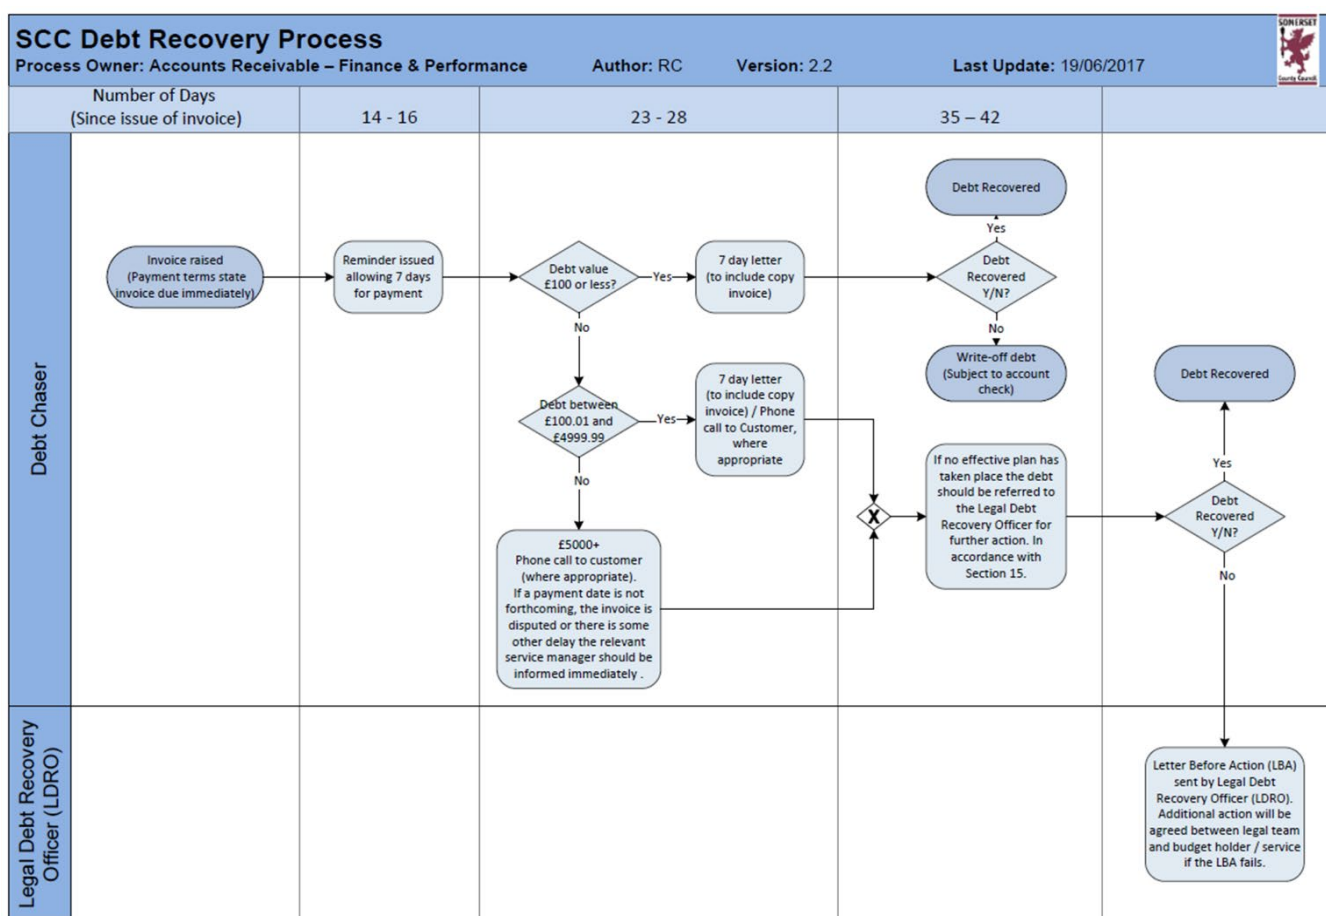 SCC Debt Recovery Process
Process Owner: Accounts Receivable – Finance & Performance Author: RC Version: 2.2 Last Update: 19/06/2017
SOMERSET
County Council
Number of Days
(Since issue of invoice)
14 - 16
23 - 28
35 – 42
Debt Chaser
Invoice raised
(Payment terms state
invoice due immediately)
Reminder issued
allowing 7 days
for payment
Debt value
£100 or less?
Yes
7 day letter
(to include copy
invoice)
Debt
Recovered
Y/N?
Yes
Debt Recovered
No
Write-off debt
(Subject to account
check)
No
Debt between
£100.01 and
£4999.99
Yes
7 day letter
(to include copy
invoice) / Phone
call to Customer,
where
appropriate
No
£5000+
Phone call to customer
(where appropriate).
If a payment date is not
forthcoming, the invoice is
disputed or there is some
other delay the relevant
service manager should be
informed immediately .
X
If no effective plan has
taken place the debt
should be referred to
the Legal Debt
Recovery Officer for
further action. In
accordance with
Section 15.
Debt
Recovered
Y/N?
Yes
Debt Recovered
No
Legal Debt Recovery
Officer (LDRO)
Letter Before Action (LBA)
sent by Legal Debt
Recovery Officer (LDRO).
Additional action will be
agreed between legal team
and budget holder / service
if the LBA fails.